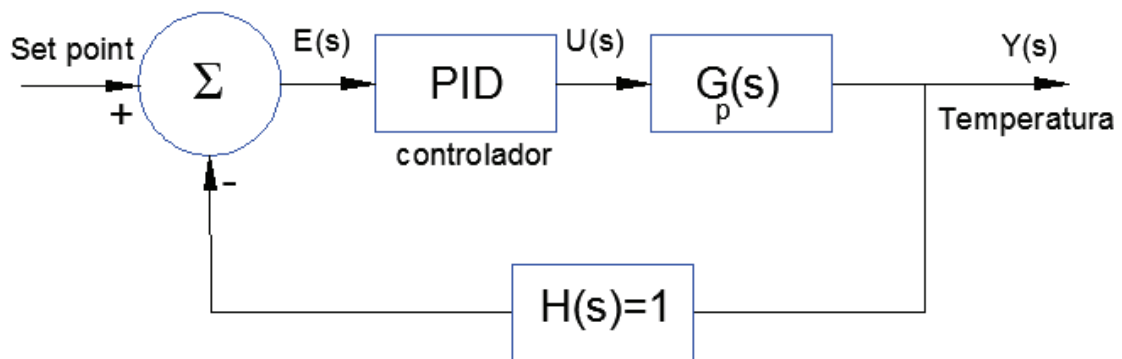 Set point
+
Σ
-
E(s)
PID
controlador
U(s)
Gp(s)
Y(s)
Temperatura
H(s)=1